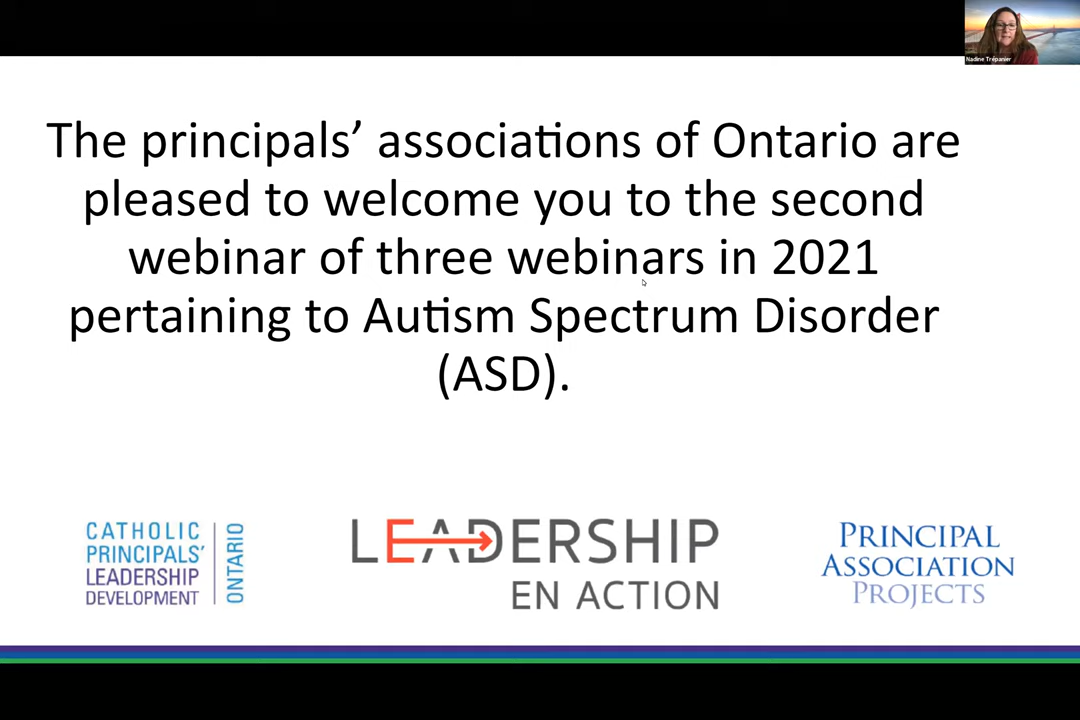 Nadine Trépanier
The principals’ associations of Ontario are
pleased to welcome you to the second
webinar of three webinars in 2021
pertaining to Autism Spectrum Disorder
(ASD).
CATHOLIC
PRINCIPALS’
LEADERSHIP
DEVELOPMENT
ONTARIO
LEADERSHIP
EN ACTION
PRINCIPAL
ASSOCIATION
PROJECTS